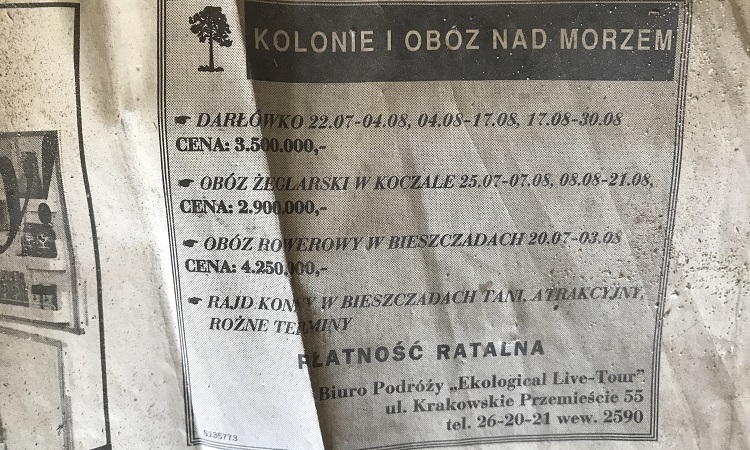 KOLONIE I OBÓZ NAD MORZEM
DARŁÓWKO 22.07-04.08, 04.08-17.08, 17.08-30.08
CENA: 3.500.000,-
OBÓZ ŻEGLARSKI W KOCZALE 25.07-07.08, 08.08-21.08,
CENA: 2.900.000,-
OBÓZ ROWEROWY W BIESZCZADACH 20.07-03.08
CENA: 4.250.000,-
RAJD KONNY W BIESZCZADACH TANI, ATRAKCYJNY,
ROŻNE TERMINY
PŁATNOŚĆ RATALNA
Biuro Podróży „Ekological Live-Tour”
ul. Krakowskie Przemieście 55
tel. 26-20-21 wew. 2590